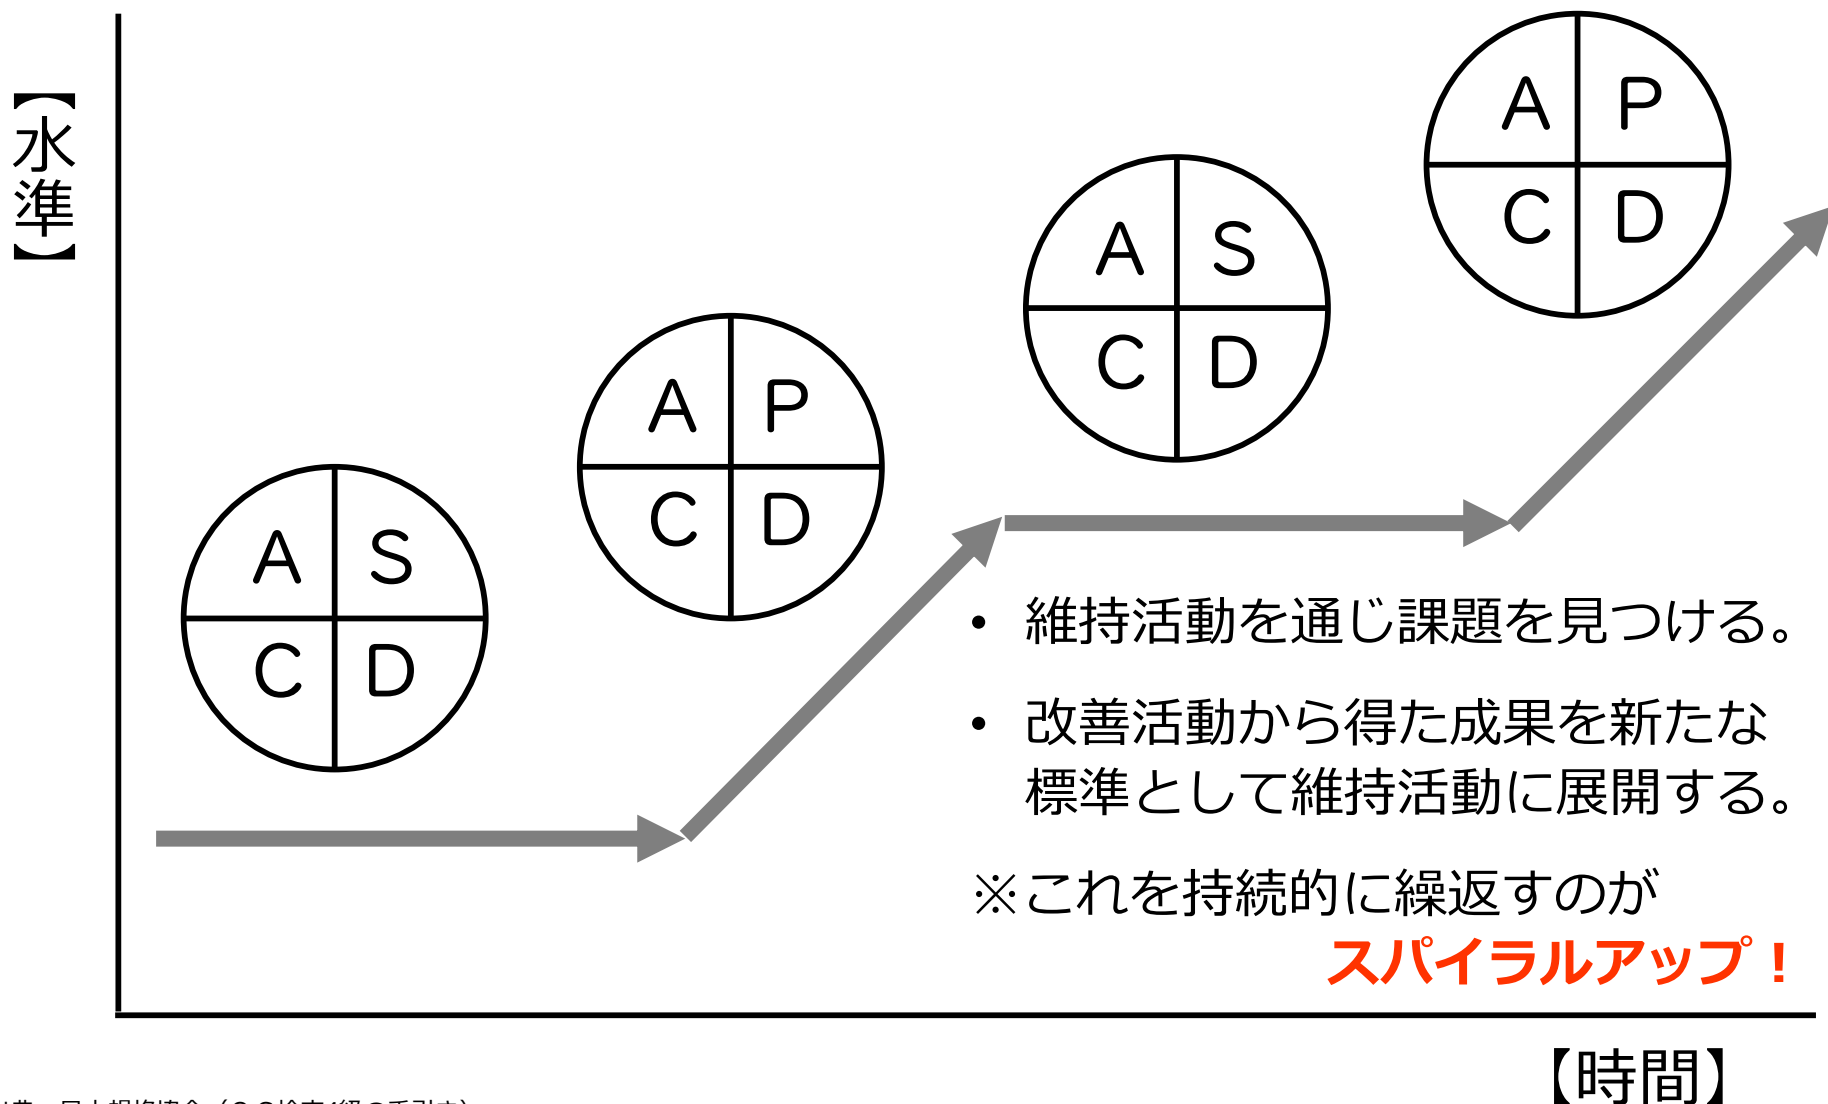 【水準】
A S
C D
A P
C D
A S
C D
A P
C D
• 維持活動を通じ課題を見つける。
• 改善活動から得た成果を新たな
標準として維持活動に展開する。
※これを持続的に繰返すのが
スパイラルアップ！
【時間】